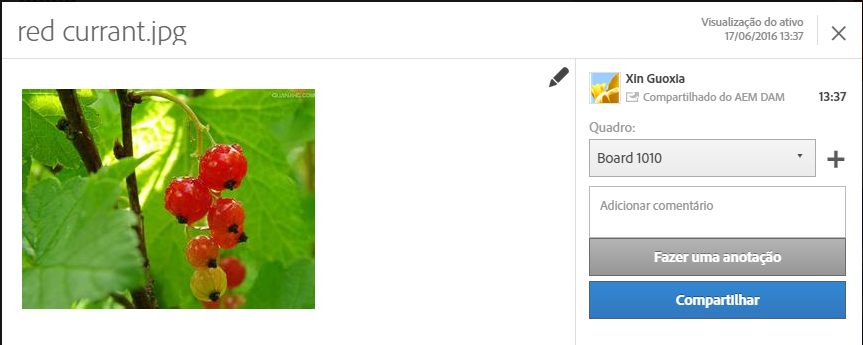 red currant.jpg
Visualização do ativo
17/06/2016 13:37
QUANJING.COM
Xin Guoxia
Compartilhado do AEM DAM
13:37
Quadro:
Board 1010
Adicionar comentário
Fazer uma anotação
Compartilhar